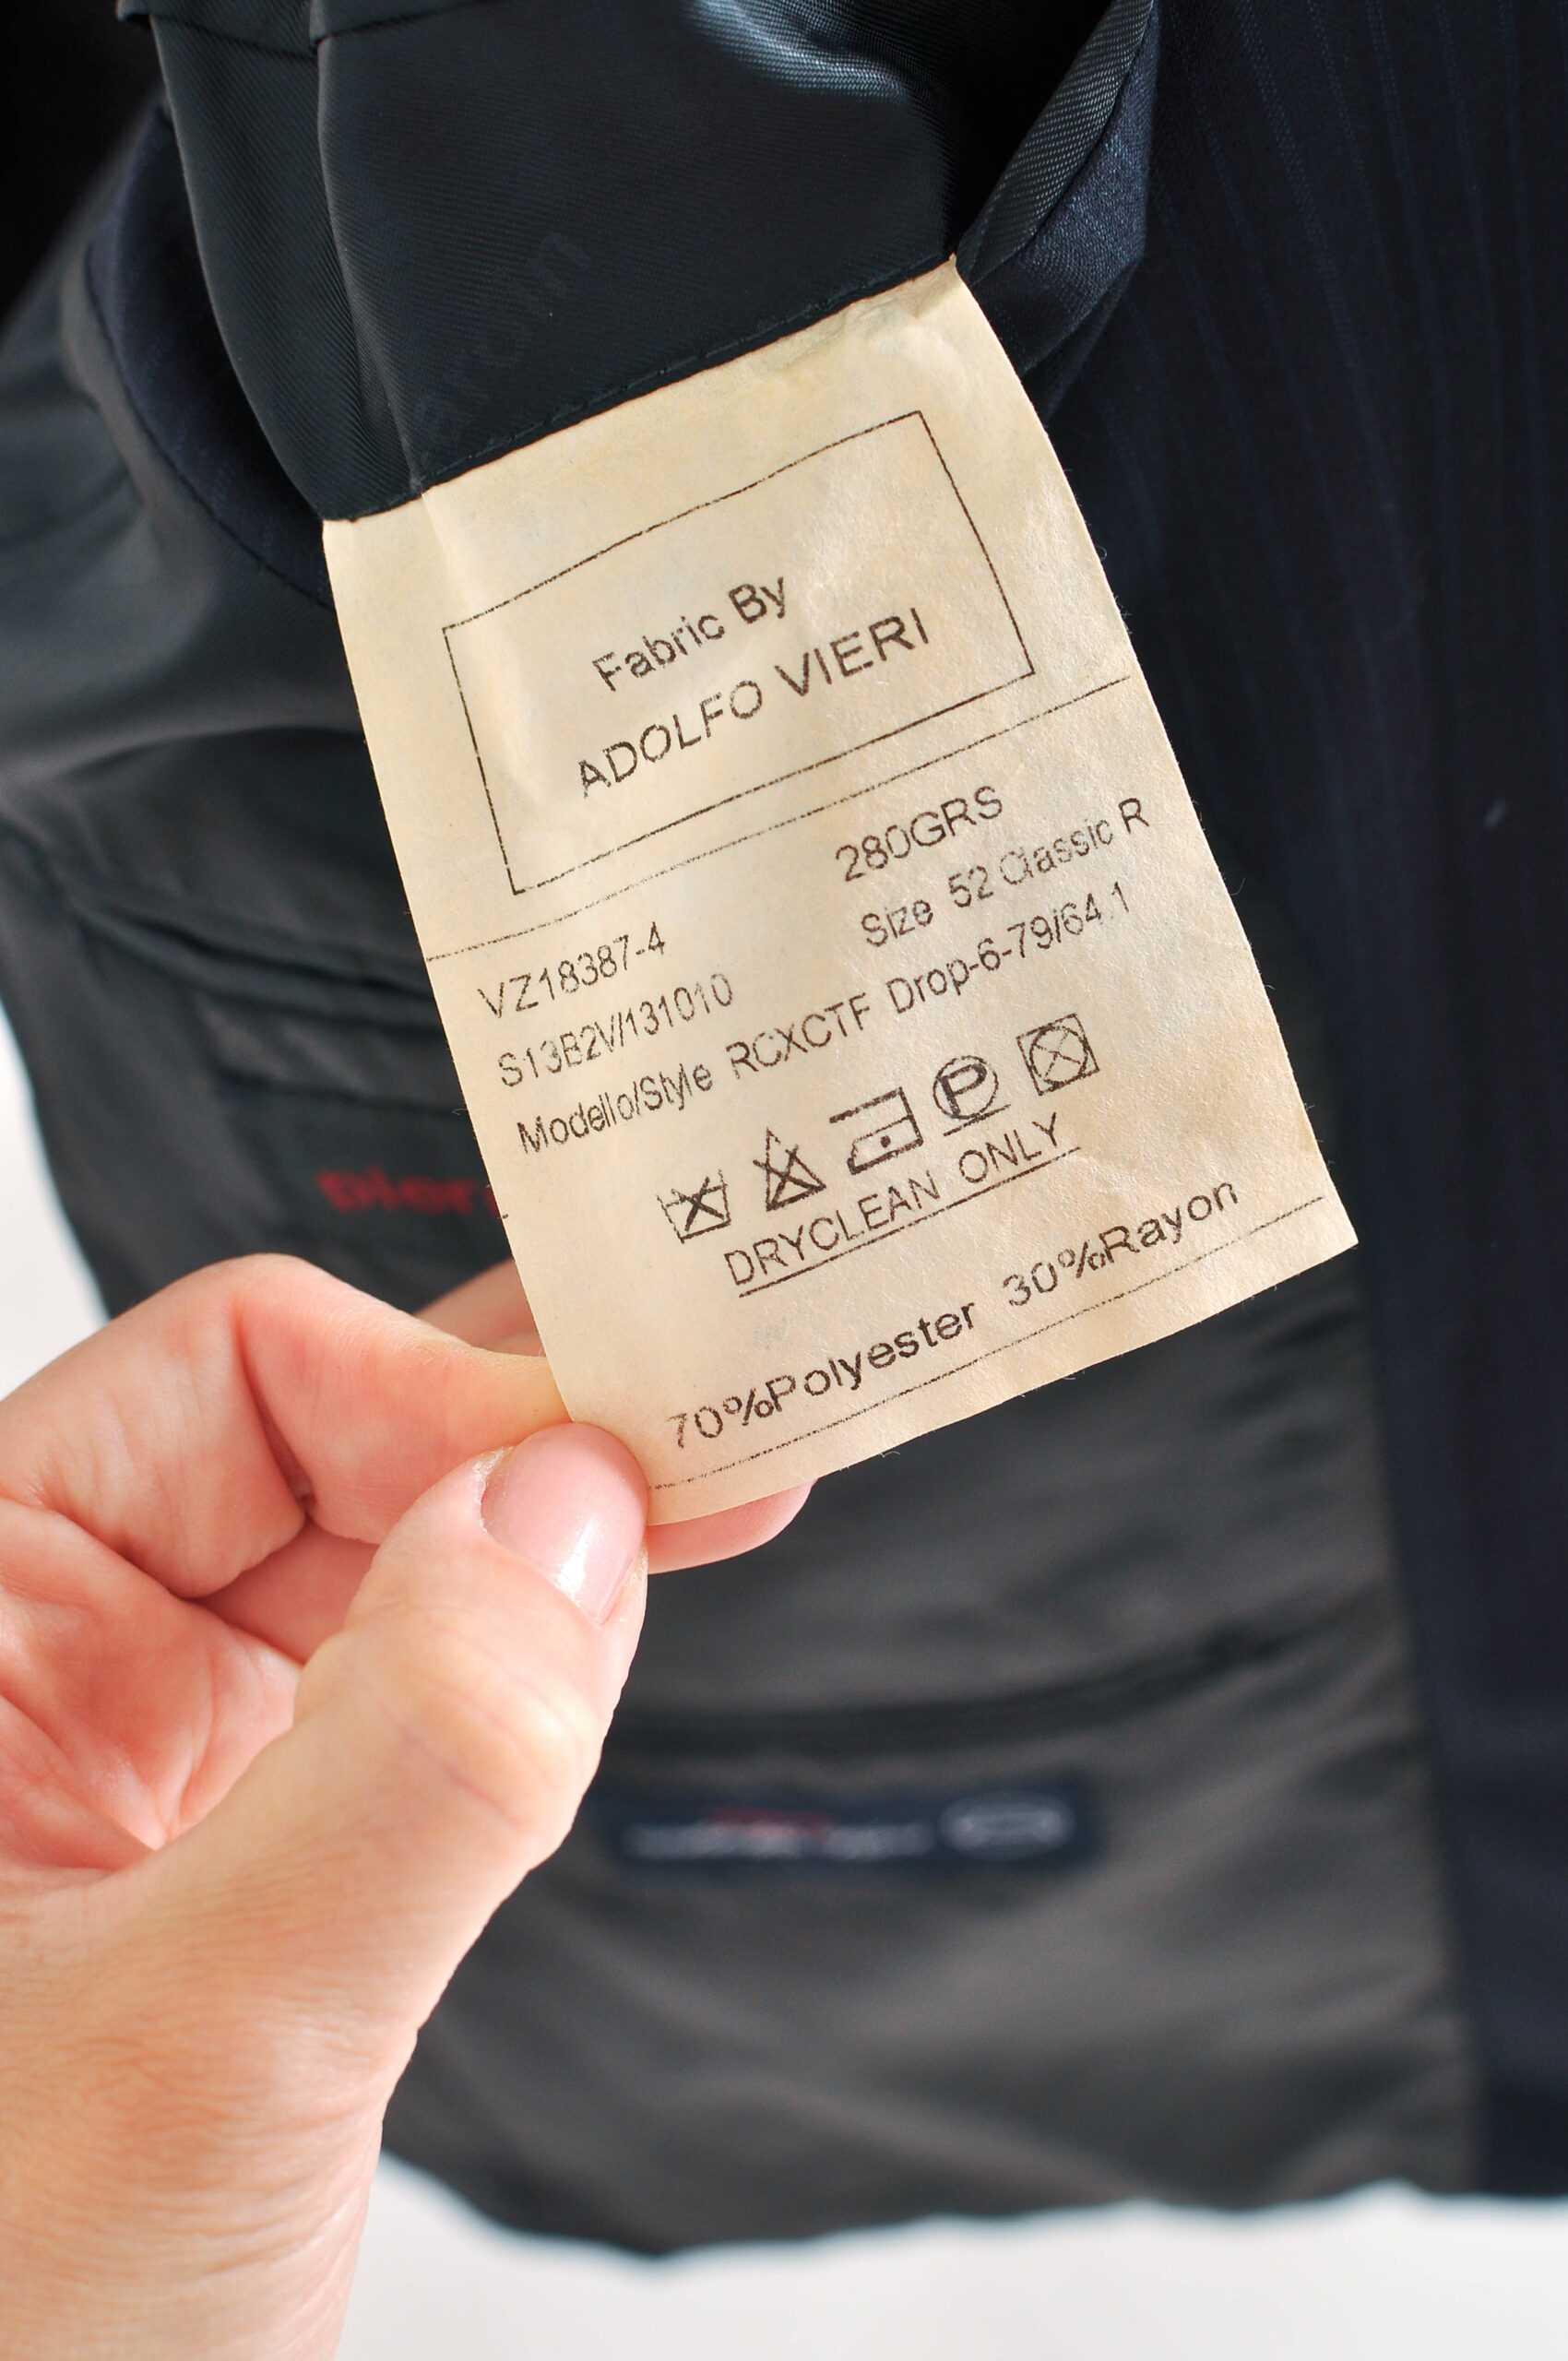 Fabric By
ADOLFO VIERI
280GRS
VZ18387-4
Size 52 Classic R
S13B2V/131010
Modello/Style RCXCTF Drop-6-79/64.1
P
DRYCLEAN ONLY
70%Polyester 30%Rayon